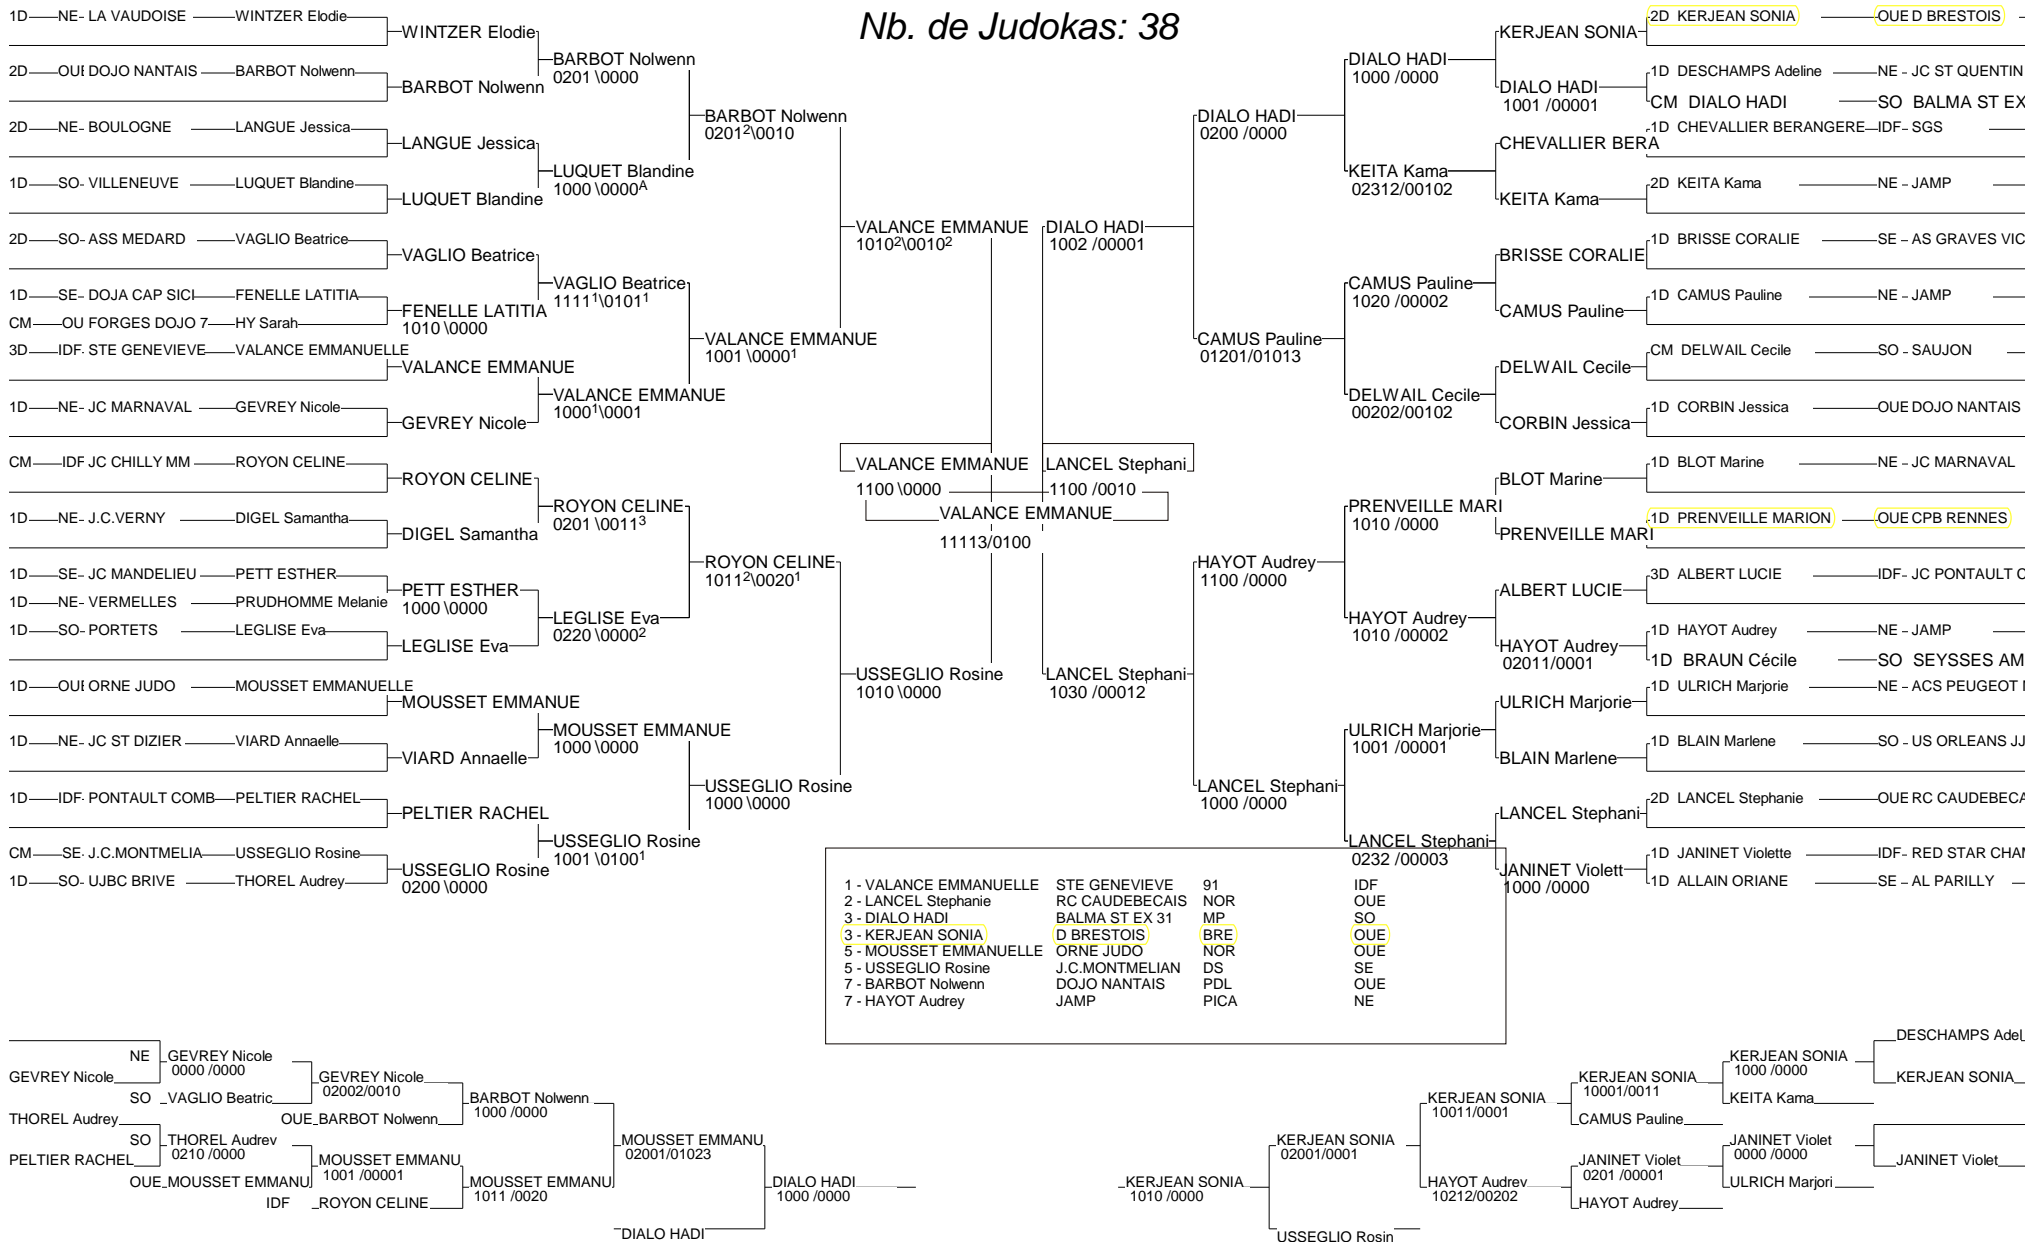 Nb. de Judokas: 38
1D NE- LA VAUDOISE WINTZER Elodie
2D OUE DOJO NANTAIS BARBOT Nolwenn
2D NE- BOULOGNE LANGUE Jessica
1D SO- VILLENEUVE LUQUET Blandine
2D SO- ASS MEDARD VAGLIO Beatrice
1D SE- DOJA CAP SICI FENELLE LATITIA
CM OU FORGES DOJO 7 HY Sarah
3D IDF- STE GENEVIEVE VALANCE EMMANUELLE
1D NE- JC MARNAVAL GEVREY Nicole
CM IDF JC CHILLY MM ROYON CELINE
1D NE- J.C.VERNY DIGEL Samantha
1D SE- JC MANDELIEU PETT ESTHER
1D NE- VERMELLES PRUDHOMME Melanie
1D SO- PORTETS LEGLISE Eva
1D OUE ORNE JUDO MOUSSET EMMANUELLE
1D NE- JC ST DIZIER VIARD Annaelle
1D IDF- PONTAULT COMB PELTIER RACHEL
CM SE- J.C.MONTMELIA USSEGLIO Rosine
1D SO- UJBC BRIVE THOREL Audrey
WINTZER Elodie
BARBOT Nolwenn
LANGUE Jessica
LUQUET Blandine
VAGLIO Beatrice
FENELLE LATITIA
1010 \0000
VALANCE EMMANUE
GEVREY Nicole
ROYON CELINE
DIGEL Samantha
PETT ESTHER
1000 \0000
LEGLISE Eva
MOUSSET EMMANUE
VIARD Annaelle
PELTIER RACHEL
USSEGLIO Rosine
0200 \0000
BARBOT Nolwenn
0201 \0000
LUQUET Blandine
1000 \0000A
VAGLIO Beatrice
1111¹\0101¹
VALANCE EMMANUE
1000¹\0001
ROYON CELINE
0201 \0011³
LEGLISE Eva
0220 \0000²
MOUSSET EMMANUE
1000 \0000
USSEGLIO Rosine
1001 \0100¹
BARBOT Nolwenn
0201²\0010
VALANCE EMMANUE
1001 \0000¹
ROYON CELINE
1011²\0020¹
USSEGLIO Rosine
1000 \0000
VALANCE EMMANUE
1010²\0010²
USSEGLIO Rosine
1010 \0000
VALANCE EMMANUE
1100 \0000
LANCEL Stephani
1100 /0010
VALANCE EMMANUE
11113/0100
DIALO HADI
1002 /00001
LANCEL Stephani
1030 /00012
DIALO HADI
0200 /0000
CAMUS Pauline
01201/01013
HAYOT Audrey
1100 /0000
LANCEL Stephani
1000 /0000
DIALO HADI
1000 /0000
KEITA Kama
02312/00102
CAMUS Pauline
1020 /00002
DELWAIL Cecile
00202/00102
PRENVEILLE MARI
1010 /0000
HAYOT Audrey
1010 /00002
ULRICH Marjorie
1001 /00001
LANCEL Stephani
0232 /00003
KERJEAN SONIA
DIALO HADI
1001 /00001
CHEVALLIER BERA
KEITA Kama
BRISSE CORALIE
CAMUS Pauline
DELWAIL Cecile
CORBIN Jessica
BLOT Marine
PRENVEILLE MARI
ALBERT LUCIE
HAYOT Audrey
02011/0001
ULRICH Marjorie
BLAIN Marlene
LANCEL Stephani
JANINET Violett
1000 /0000
2D KERJEAN SONIA OUE D BRESTOIS
1D DESCHAMPS Adeline NE - JC ST QUENTIN
CM DIALO HADI SO BALMA ST EX
1D CHEVALLIER BERANGERE IDF- SGS
2D KEITA Kama NE - JAMP
1D BRISSE CORALIE SE - AS GRAVES VIC
1D CAMUS Pauline NE - JAMP
CM DELWAIL Cecile SO - SAUJON
1D CORBIN Jessica OUE DOJO NANTAIS
1D BLOT Marine NE - JC MARNAVAL
1D PRENVEILLE MARION OUE CPB RENNES
3D ALBERT LUCIE IDF- JC PONTAULT C
1D HAYOT Audrey NE - JAMP
1D BRAUN Cécile SO SEYSSES AM
1D ULRICH Marjorie NE - ACS PEUGEOT
1D BLAIN Marlene SO - US ORLEANS JJ
2D LANCEL Stephanie OUE RC CAUDEBECA
1D JANINET Violette IDF- RED STAR CHAM
1D ALLAIN ORIANE SE - AL PARILLY
1 - VALANCE EMMANUELLE STE GENEVIEVE 91 IDF
2 - LANCEL Stephanie RC CAUDEBECAIS NOR OUE
3 - DIALO HADI BALMA ST EX 31 MP SO
3 - KERJEAN SONIA D BRESTOIS BRE OUE
5 - MOUSSET EMMANUELLE ORNE JUDO NOR OUE
5 - USSEGLIO Rosine J.C.MONTMELIAN DS SE
7 - BARBOT Nolwenn DOJO NANTAIS PDL OUE
7 - HAYOT Audrey JAMP PICA NE
GEVREY Nicole
THOREL Audrey
PELTIER RACHEL
NE GEVREY Nicole
0000 /0000
SO VAGLIO Beatric
SO THOREL Audrey
0210 /0000
OUE MOUSSET EMMANU
GEVREY Nicole
02002/0010
OUE BARBOT Nolwenn
MOUSSET EMMANU
1001 /00001
IDF ROYON CELINE
BARBOT Nolwenn
1000 /0000
MOUSSET EMMANU
1011 /0020
MOUSSET EMMANU
02001/01023
DIALO HADI
DIALO HADI
1000 /0000
KERJEAN SONIA
1010 /0000
KERJEAN SONIA
02001/0001
USSEGLIO Rosin
KERJEAN SONIA
10011/0001
HAYOT Audrey
10212/00202
KERJEAN SONIA
10001/0011
CAMUS Pauline
JANINET Violet
0201 /00001
HAYOT Audrey
KERJEAN SONIA
1000 /0000
KEITA Kama
JANINET Violet
0000 /0000
ULRICH Marjori
DESCHAMPS Adel
KERJEAN SONIA
JANINET Violet